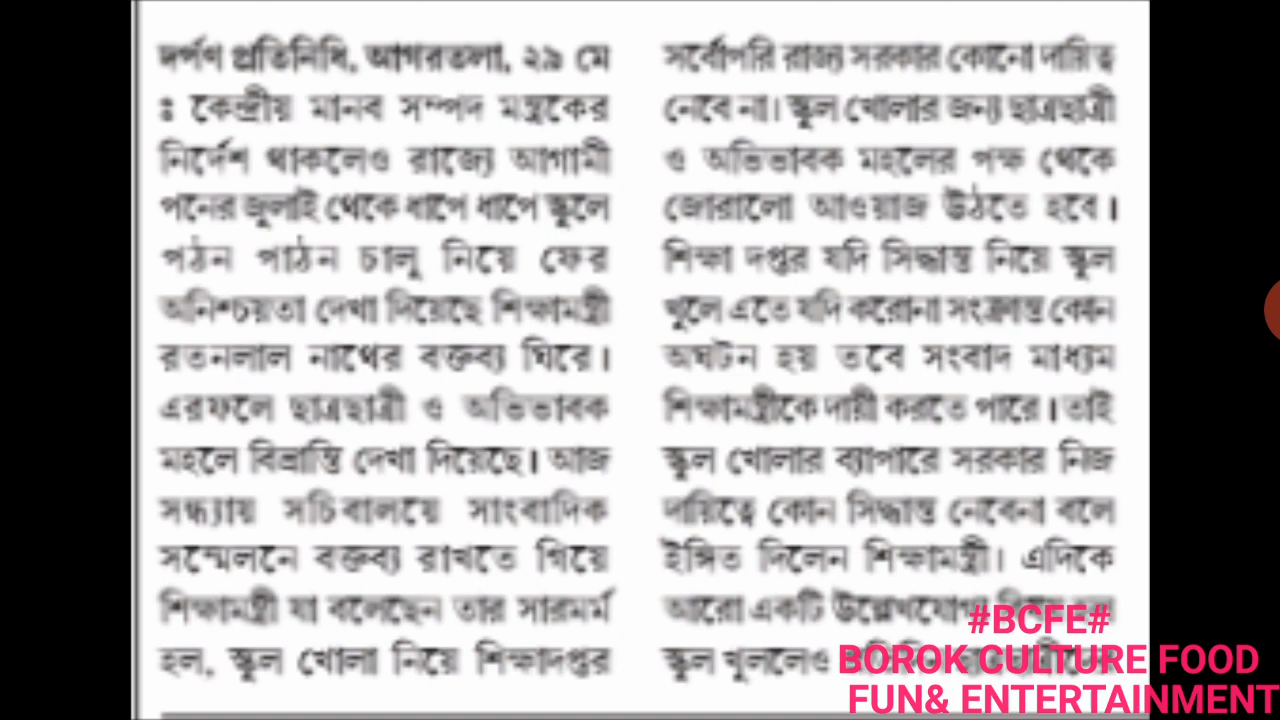 দর্পণ প্রতিনিধি, আগরতলা, ২৯ মে
ঃ কেন্দ্রীয় মানব সম্পদ মন্ত্রকের
নির্দেশ থাকলেও রাজ্যে আগামী
পনের জুলাই থেকে ধাপে ধাপে স্কুলে
পঠন পাঠন চালু নিয়ে ফের
অনিশ্চয়তা দেখা দিয়েছে শিক্ষামন্ত্রী
রতনলাল নাথের বক্তব্য ঘিরে।
এরফলে ছাত্রছাত্রী ও অভিভাবক
মহলে বিভ্রান্তি দেখা দিয়েছে। আজ
সন্ধ্যায় সচিবালয়ে সাংবাদিক
সম্মেলনে বক্তব্য রাখতে গিয়ে
শিক্ষামন্ত্রী যা বলেছেন তার সারমর্ম
হল, স্কুল খোলা নিয়ে শিক্ষাদপ্তর
সর্বোপরি রাজ্য সরকার কোনো দায়িত্ব
নেবে না। স্কুল খোলার জন্য ছাত্রছাত্রী
ও অভিভাবক মহলের পক্ষ থেকে
জোরালো আওয়াজ উঠতে হবে।
শিক্ষা দপ্তর যদি সিদ্ধান্ত নিয়ে স্কুল
খুলে এতে যদি করোনা সংক্রান্ত কোন
অঘটন হয় তবে সংবাদ মাধ্যম
শিক্ষামন্ত্রীকে দায়ী করতে পারে। তাই
স্কুল খোলার ব্যাপারে সরকার নিজ
দায়িত্বে কোন সিদ্ধান্ত নেবেনা বলে
ইঙ্গিত দিলেন শিক্ষামন্ত্রী। এদিকে
আরো একটি উল্লেখযোগ্য
স্কুল খুললেও
#BCFE#
BOROK CULTURE FOOD
FUN& ENTERTAINMENT